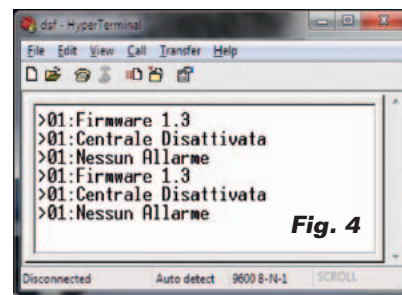 dsf - HyperTerminal
File Edit View Call Transfer Help
>01:Firmware 1.3
>01:Centrale Disattivata
>01:Nessun Allarme
>01:Firmware 1.3
>01:Centrale Disattivata
>01:Nessun Allarme
Fig. 4
Disconnected Auto detect 9600 8-N-1 SCROLL